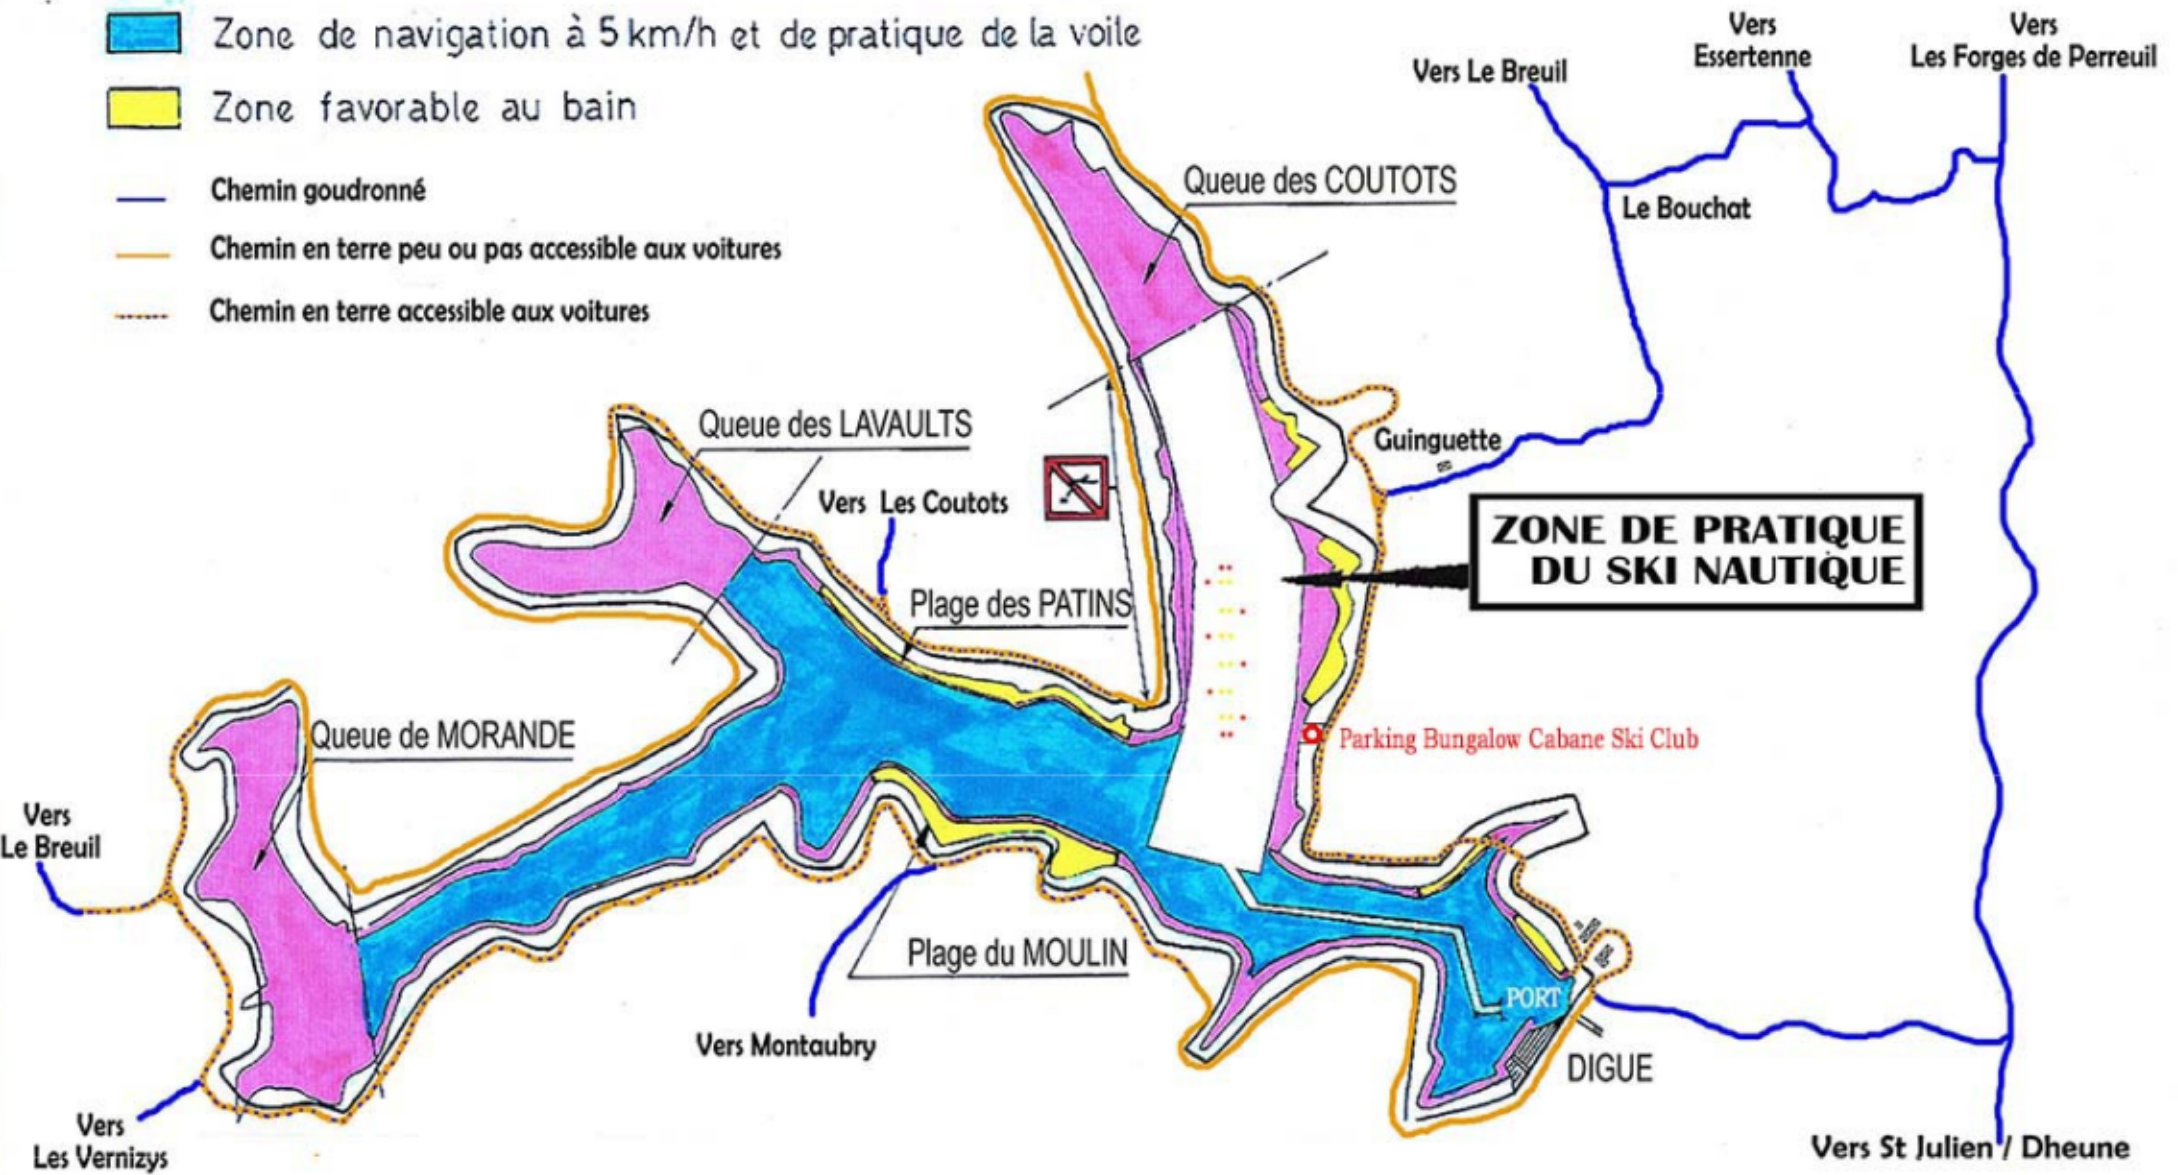 Zone de navigation à 5 km/h et de pratique de la voile
Zone favorable au bain
Chemin goudronné
Chemin en terre peu ou pas accessible aux voitures
Chemin en terre accessible aux voitures
Vers
Essertenne
Vers
Les Forges de Perreuil
Vers Le Breuil
Queue des COUTOTS
Le Bouchat
Queue des LAVAULTS
Guinguette
Vers Les Coutots
ZONE DE PRATIQUE
DU SKI NAUTIQUE
Plage des PATINS
Queue de MORANDE
Parking Bungalow Cabane Ski Club
Vers
Le Breuil
Plage du MOULIN
PORT
Vers Montaubry
DIGUE
Vers
Les Vernizys
Vers St Julien / Dheune